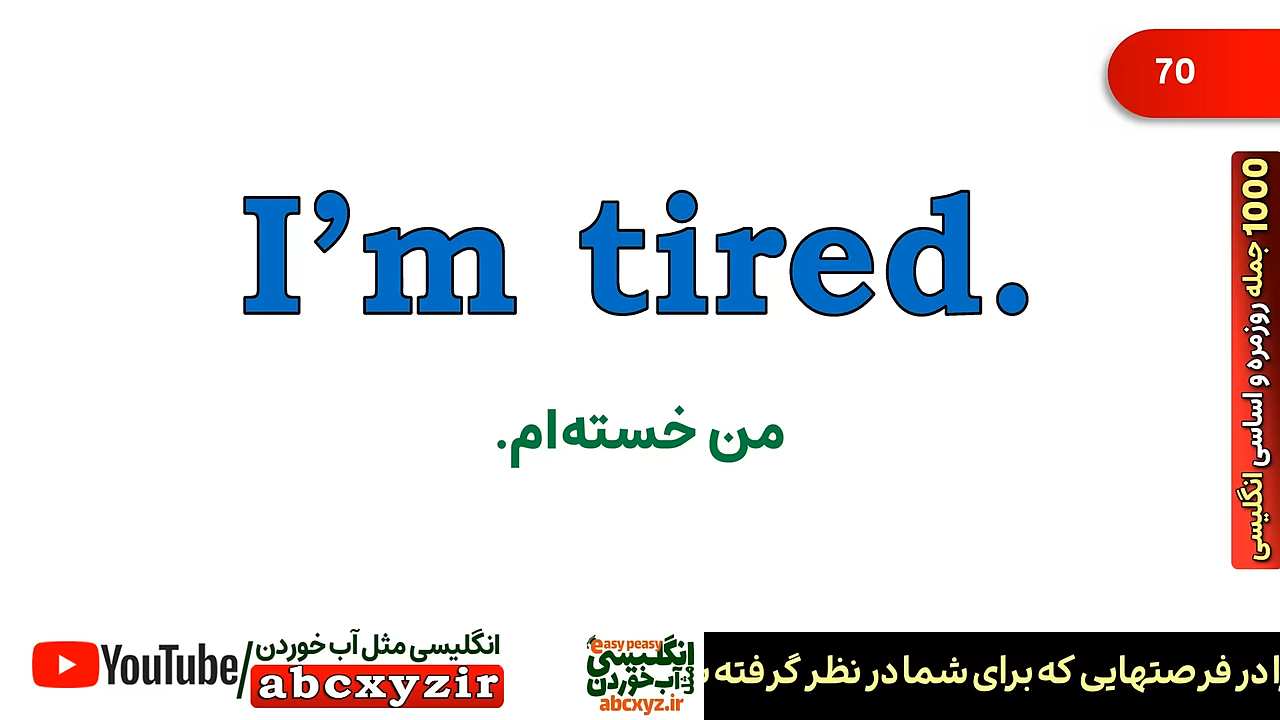 70
I’m tired.
من خسته‌ام.
1000 جمله روزمره و اساسی انگلیسی
YouTube/
انگلیسی مثل آب خوردن
abcxyzir
easy peasy
انگلیسی
مثل آب خوردن
abcxyz.ir
در فرصتهایی که برای شما در نظر گرفته